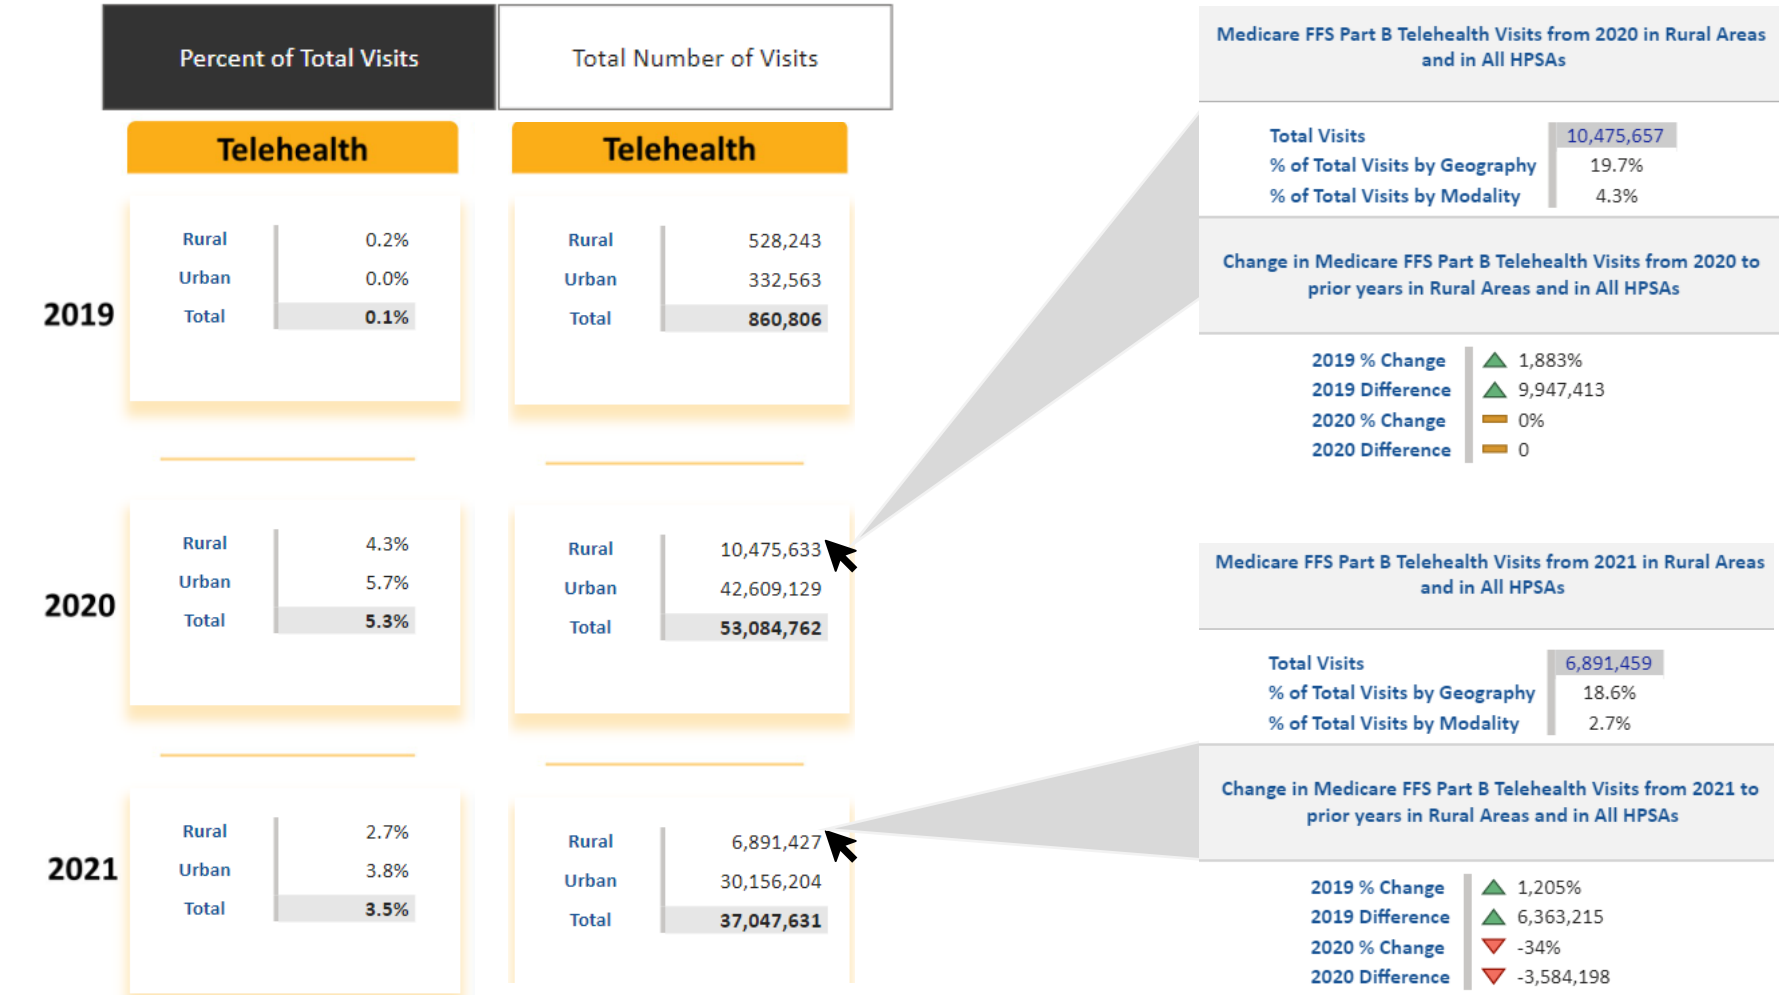 Percent of Total Visits
Total Number of Visits
Telehealth
Telehealth
2019
Rural 0.2%
Urban 0.0%
Total 0.1%
Rural 528,243
Urban 332,563
Total 860,806
2020
Rural 4.3%
Urban 5.7%
Total 5.3%
Rural 10,475,633
Urban 42,609,129
Total 53,084,762
2021
Rural 2.7%
Urban 3.8%
Total 3.5%
Rural 6,891,427
Urban 30,156,204
Total 37,047,631
Medicare FFS Part B Telehealth Visits from 2020 in Rural Areas
and in All HPSAs
Total Visits 10,475,657
% of Total Visits by Geography 19.7%
% of Total Visits by Modality 4.3%
Change in Medicare FFS Part B Telehealth Visits from 2020 to
prior years in Rural Areas and in All HPSAs
2019 % Change 1,883%
2019 Difference 9,947,413
2020 % Change 0%
2020 Difference 0
Medicare FFS Part B Telehealth Visits from 2021 in Rural Areas
and in All HPSAs
Total Visits 6,891,459
% of Total Visits by Geography 18.6%
% of Total Visits by Modality 2.7%
Change in Medicare FFS Part B Telehealth Visits from 2021 to
prior years in Rural Areas and in All HPSAs
2019 % Change 1,205%
2019 Difference 6,363,215
2020 % Change -34%
2020 Difference -3,584,198